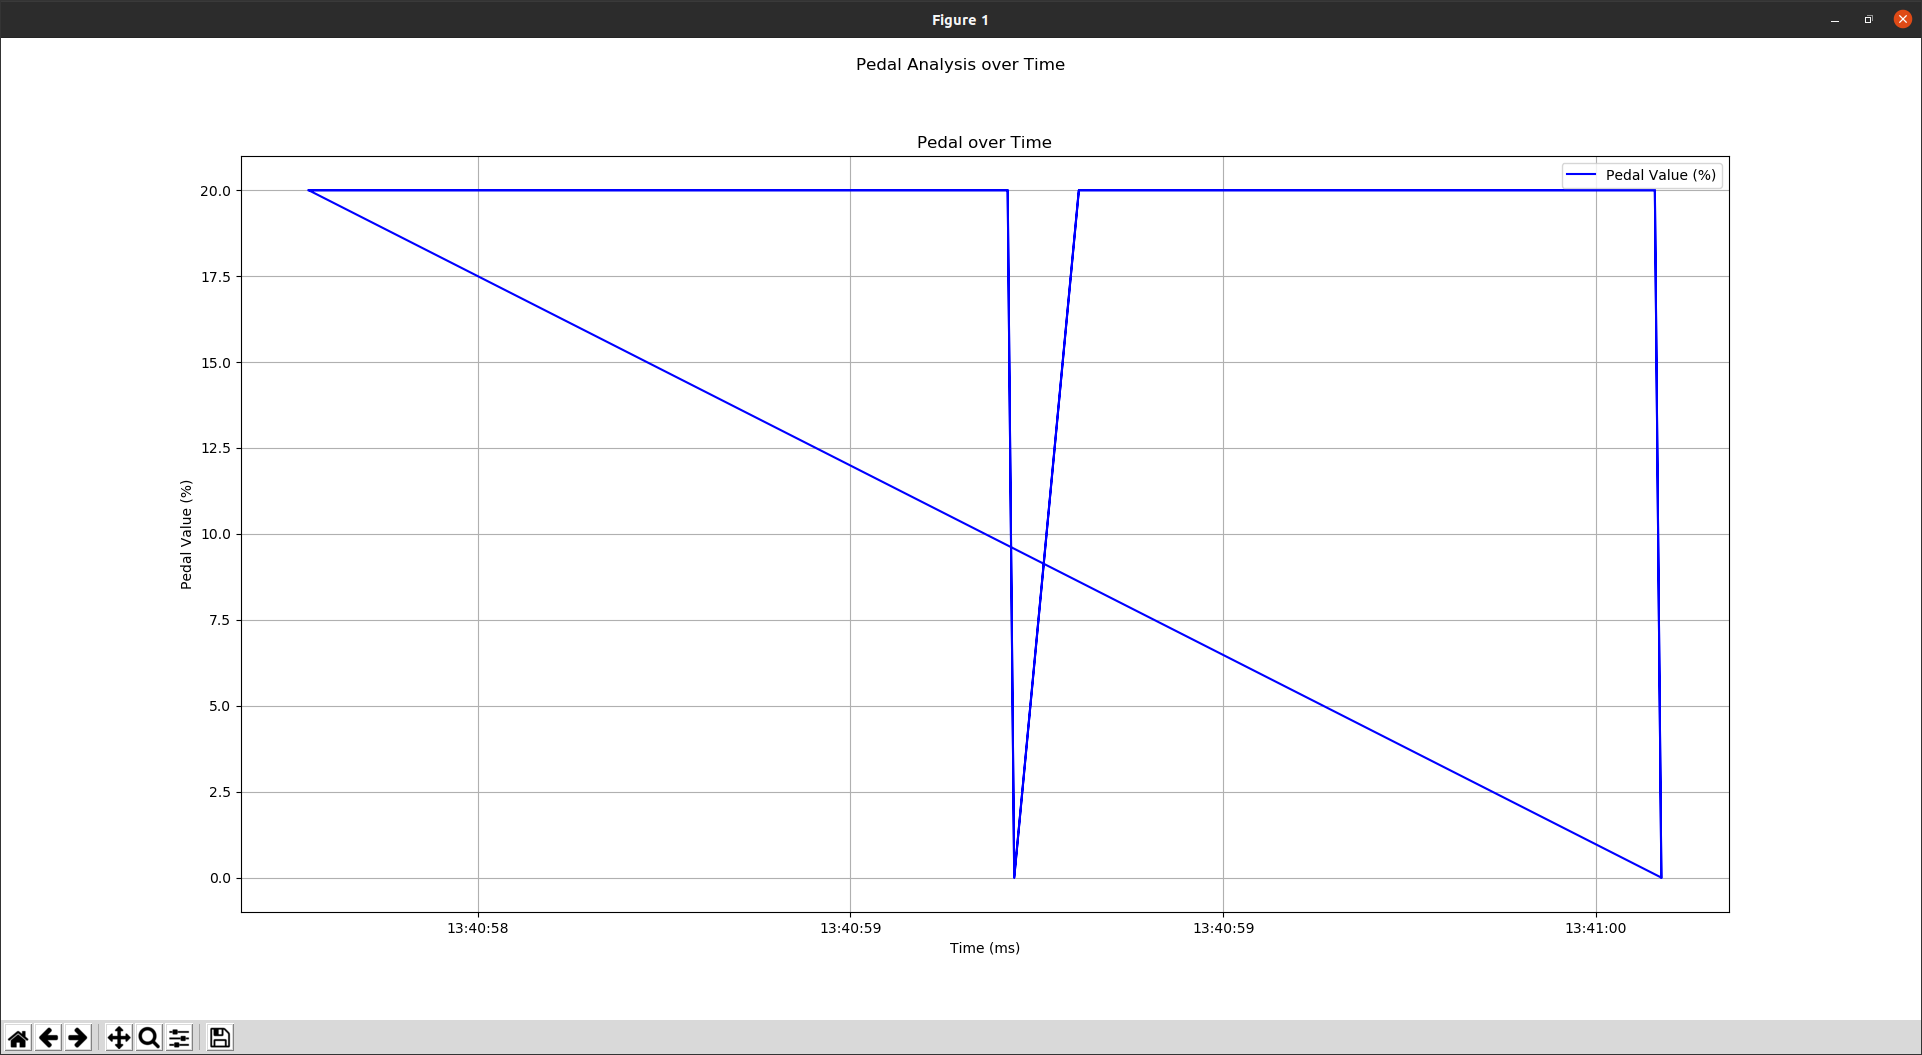 Figure 1
Pedal Analysis over Time
Pedal over Time
Pedal Value (%)
20.0
17.5
15.0
12.5
10.0
7.5
5.0
2.5
0.0
Pedal Value (%)
13:40:58 13:40:59 13:40:59 13:41:00
Time (ms)